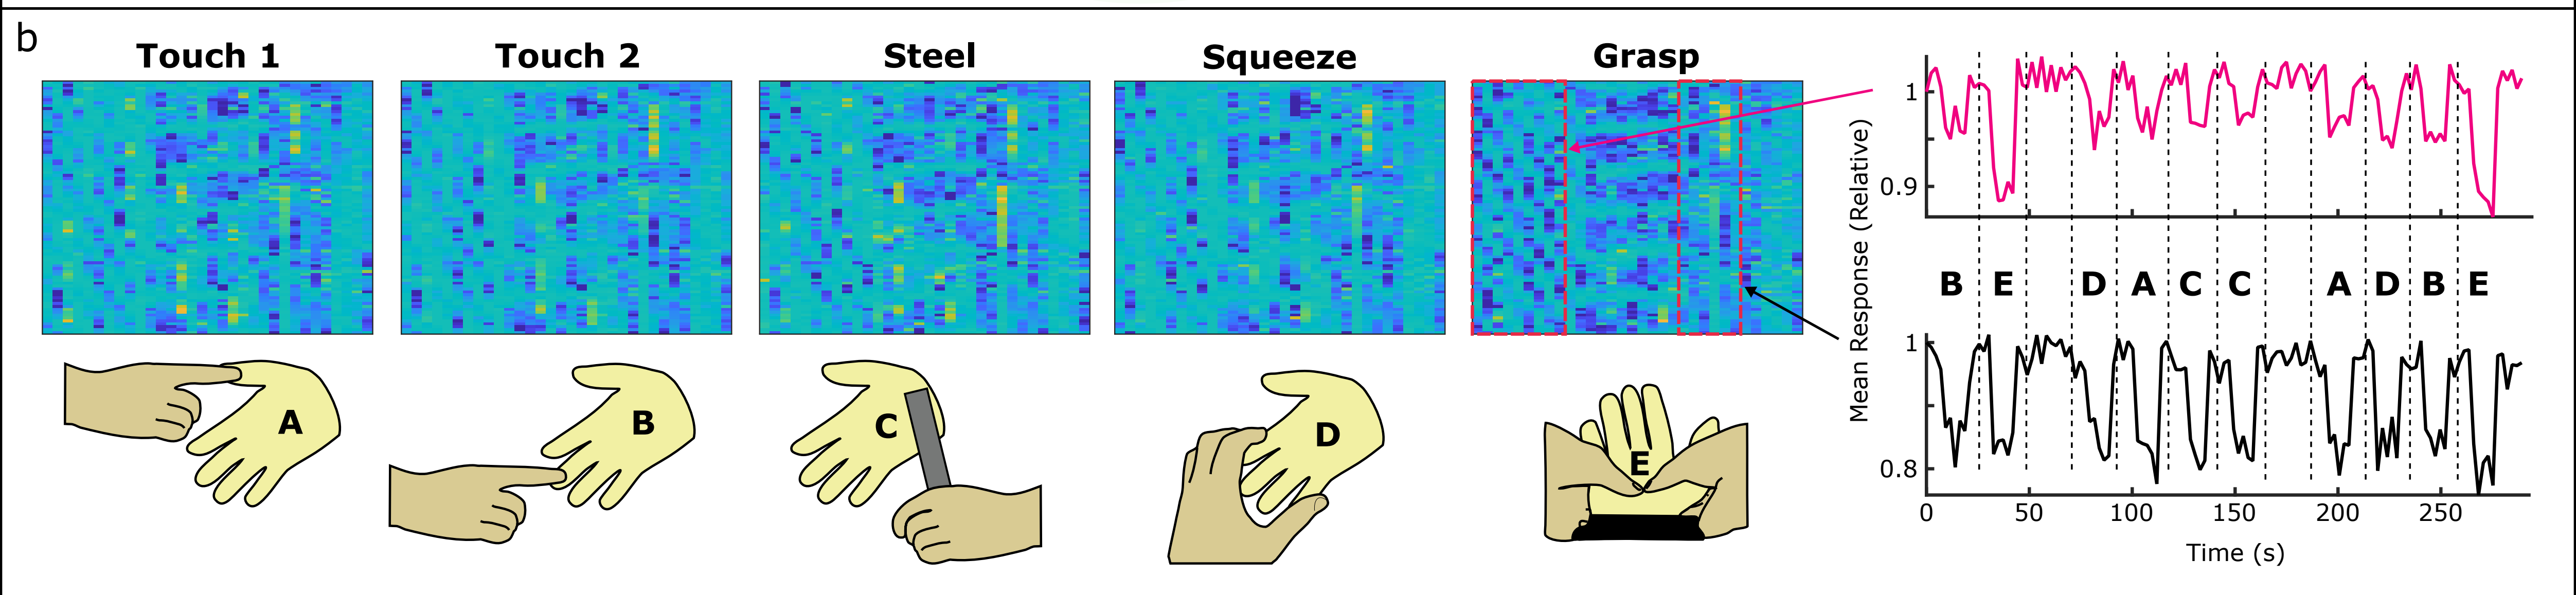 b
Touch 1
Touch 2
Steel
Squeeze
Grasp
A
B
C
D
E
Mean Response (Relative)
1
0.9
B E D A C C A D B E
1
0.8
0 50 100 150 200 250
Time (s)